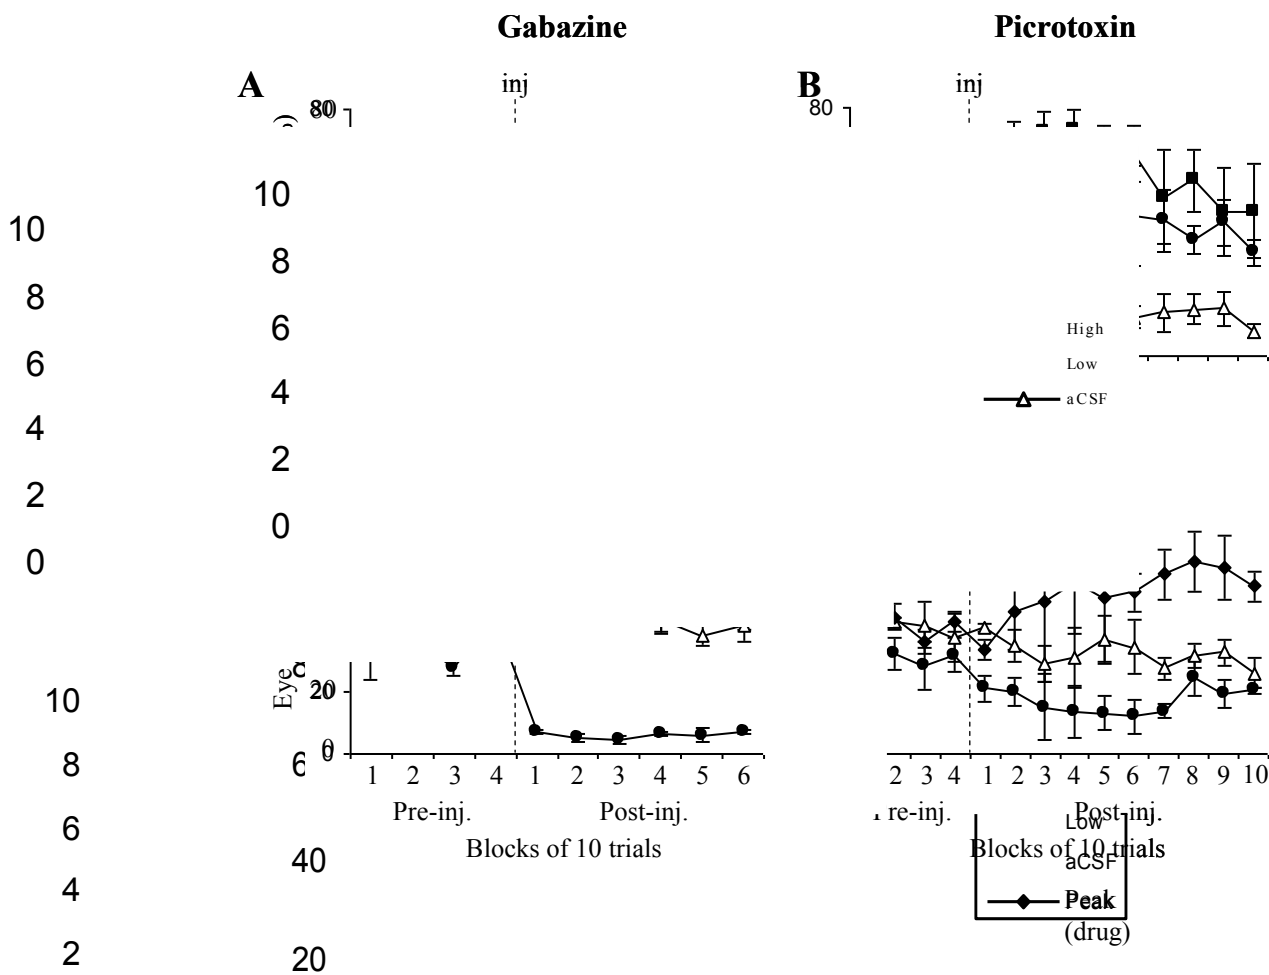 Gabazine Picrotoxin
A inj B inj
80 80
10
10
8
8
6
6
4
4
2
2
0
0
High
Low
aCSF
10
8
6
4
2
Eye
20
0
1 2 3 4 1 2 3 4 5 6
2 3 4 1 2 3 4 5 6 7 8 9 10
Pre-inj. Post-inj.
re-inj. Post-inj.
Blocks of 10 trials
Blocks of 10 trials
Low
aCSF
Peak
(drug)
6
40
20